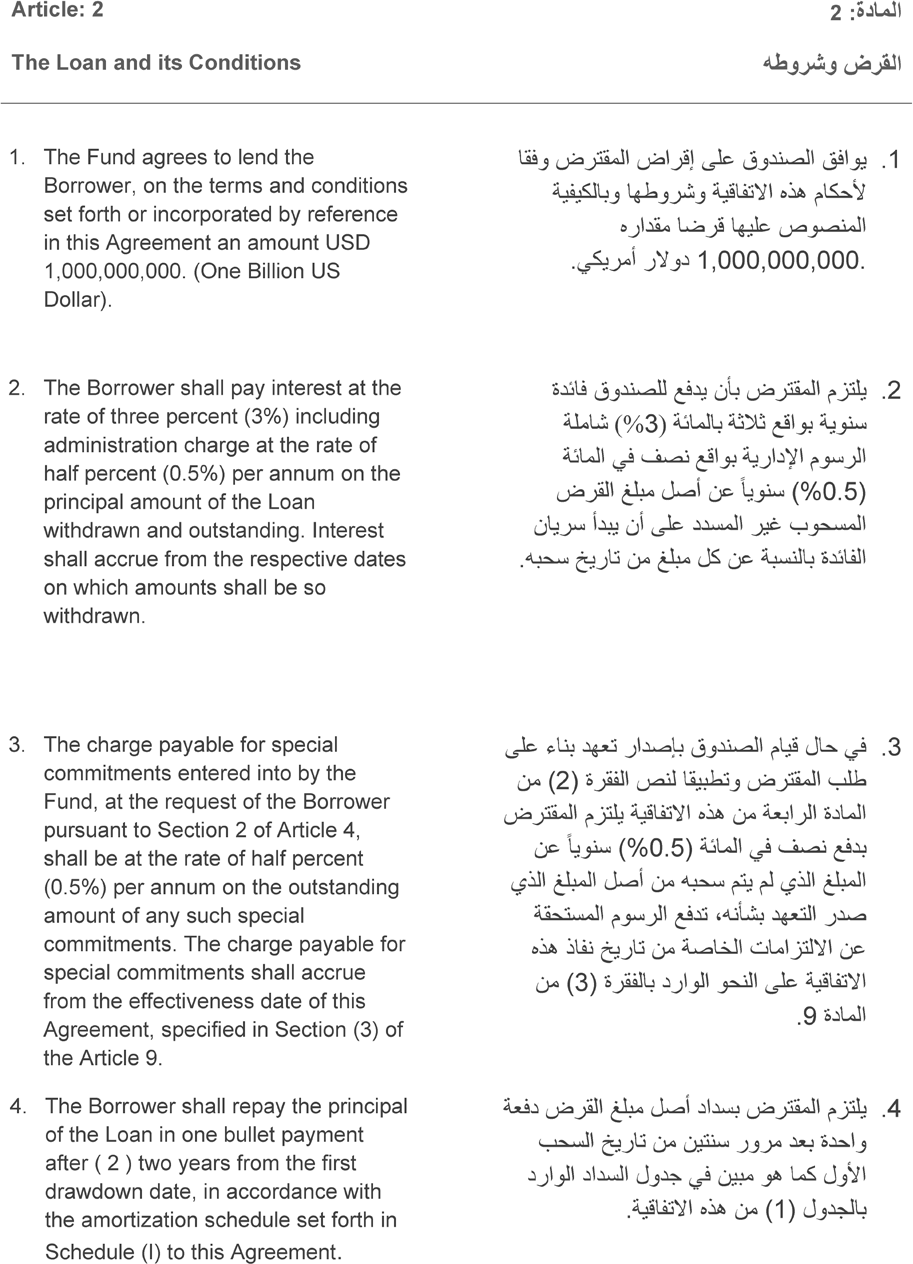 Article: 2
المادة: 2
The Loan and its Conditions
القرض وشروطه
1. The Fund agrees to lend the
Borrower, on the terms and conditions
set forth or incorporated by reference
in this Agreement an amount USD
1,000,000,000. (One Billion US
Dollar).
1. يوافق الصندوق على إقراض المقترض وفقا
لأحكام هذه الاتفاقية وشروطها وبالكيفية
المنصوص عليها قرضا مقداره
.1,000,000,000 دولار أمريكي.
2. The Borrower shall pay interest at the
rate of three percent (3%) including
administration charge at the rate of
half percent (0.5%) per annum on the
principal amount of the Loan
withdrawn and outstanding. Interest
shall accrue from the respective dates
on which amounts shall be so
withdrawn.
2. يلتزم المقترض بأن يدفع للصندوق فائدة
سنوية بواقع ثلاثة بالمائة (3%) شاملة
الرسوم الإدارية بواقع نصف في المائة
(0.5%) سنوياً عن أصل مبلغ القرض
المسحوب غير المسدد على أن يبدأ سريان
الفائدة بالنسبة عن كل مبلغ من تاريخ سحبه.
3. The charge payable for special
commitments entered into by the
Fund, at the request of the Borrower
pursuant to Section 2 of Article 4,
shall be at the rate of half percent
(0.5%) per annum on the outstanding
amount of any such special
commitments. The charge payable for
special commitments shall accrue
from the effectiveness date of this
Agreement, specified in Section (3) of
the Article 9.
3. في حال قيام الصندوق بإصدار تعهد بناء على
طلب المقترض وتطبيقا لنص الفقرة (2) من
المادة الرابعة من هذه الاتفاقية يلتزم المقترض
بدفع نصف في المائة (0.5%) سنوياً عن
المبلغ الذي لم يتم سحبه من أصل المبلغ الذي
صدر التعهد بشأنه، تدفع الرسوم المستحقة
عن الالتزامات الخاصة من تاريخ نفاذ هذه
الاتفاقية على النحو الوارد بالفقرة (3) من
المادة 9.
4. The Borrower shall repay the principal
of the Loan in one bullet payment
after ( 2 ) two years from the first
drawdown date, in accordance with
the amortization schedule set forth in
Schedule (I) to this Agreement.
4. يلتزم المقترض بسداد أصل مبلغ القرض دفعة
واحدة بعد مرور سنتين من تاريخ السحب
الأول كما هو مبين في جدول السداد الوارد
بالجدول (1) من هذه الاتفاقية.